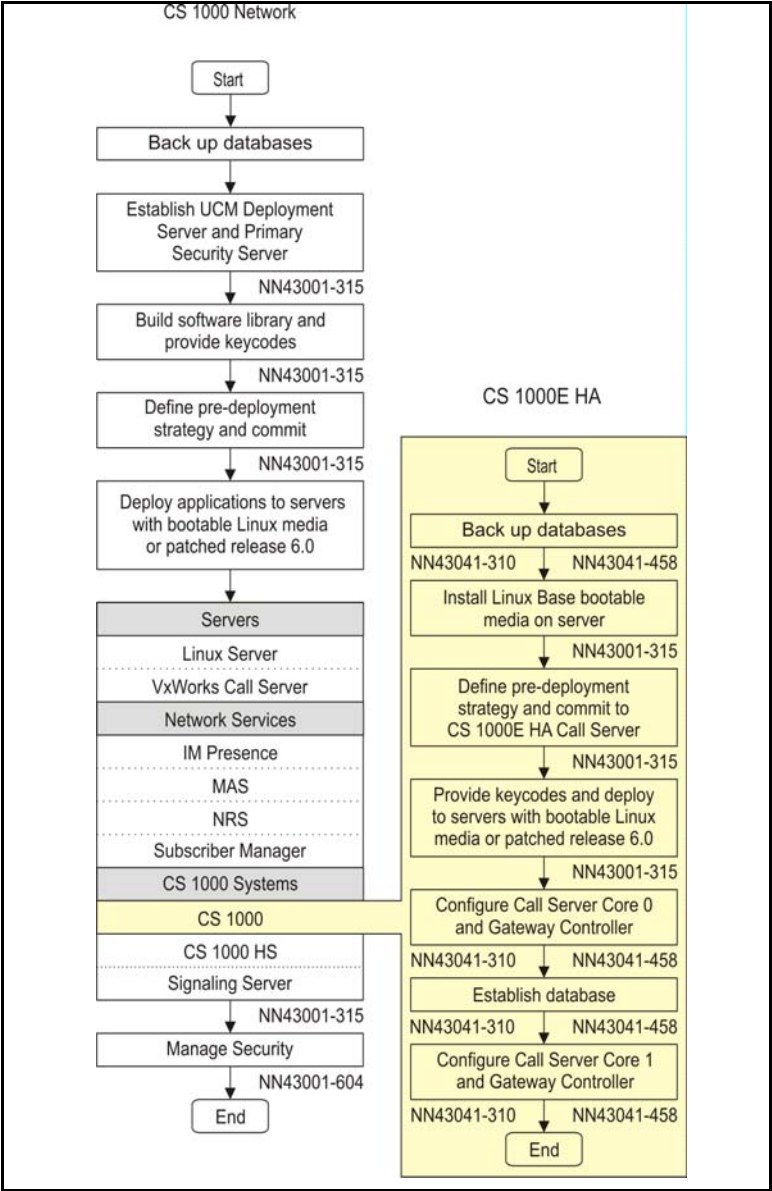 CS 1000 Network
Start
Back up databases
Establish UCM Deployment
Server and Primary
Security Server
NN43001-315
Build software library and
provide keycodes
NN43001-315
Define pre-deployment
strategy and commit
NN43001-315
Deploy applications to servers
with bootable Linux media
or patched release 6.0
Servers
Linux Server
VxWorks Call Server
Network Services
IM Presence
MAS
NRS
Subscriber Manager
CS 1000 Systems
CS 1000
CS 1000 HS
Signaling Server
NN43001-315
Manage Security
NN43001-604
End
CS 1000E HA
Start
Back up databases
NN43041-310 NN43041-458
Install Linux Base bootable
media on server
NN43001-315
Define pre-deployment
strategy and commit to
CS 1000E HA Call Server
NN43001-315
Provide keycodes and deploy
to servers with bootable Linux
media or patched release 6.0
NN43001-315
Configure Call Server Core 0
and Gateway Controller
NN43041-310 NN43041-458
Establish database
NN43041-310 NN43041-458
Configure Call Server Core 1
and Gateway Controller
NN43041-310 NN43041-458
End